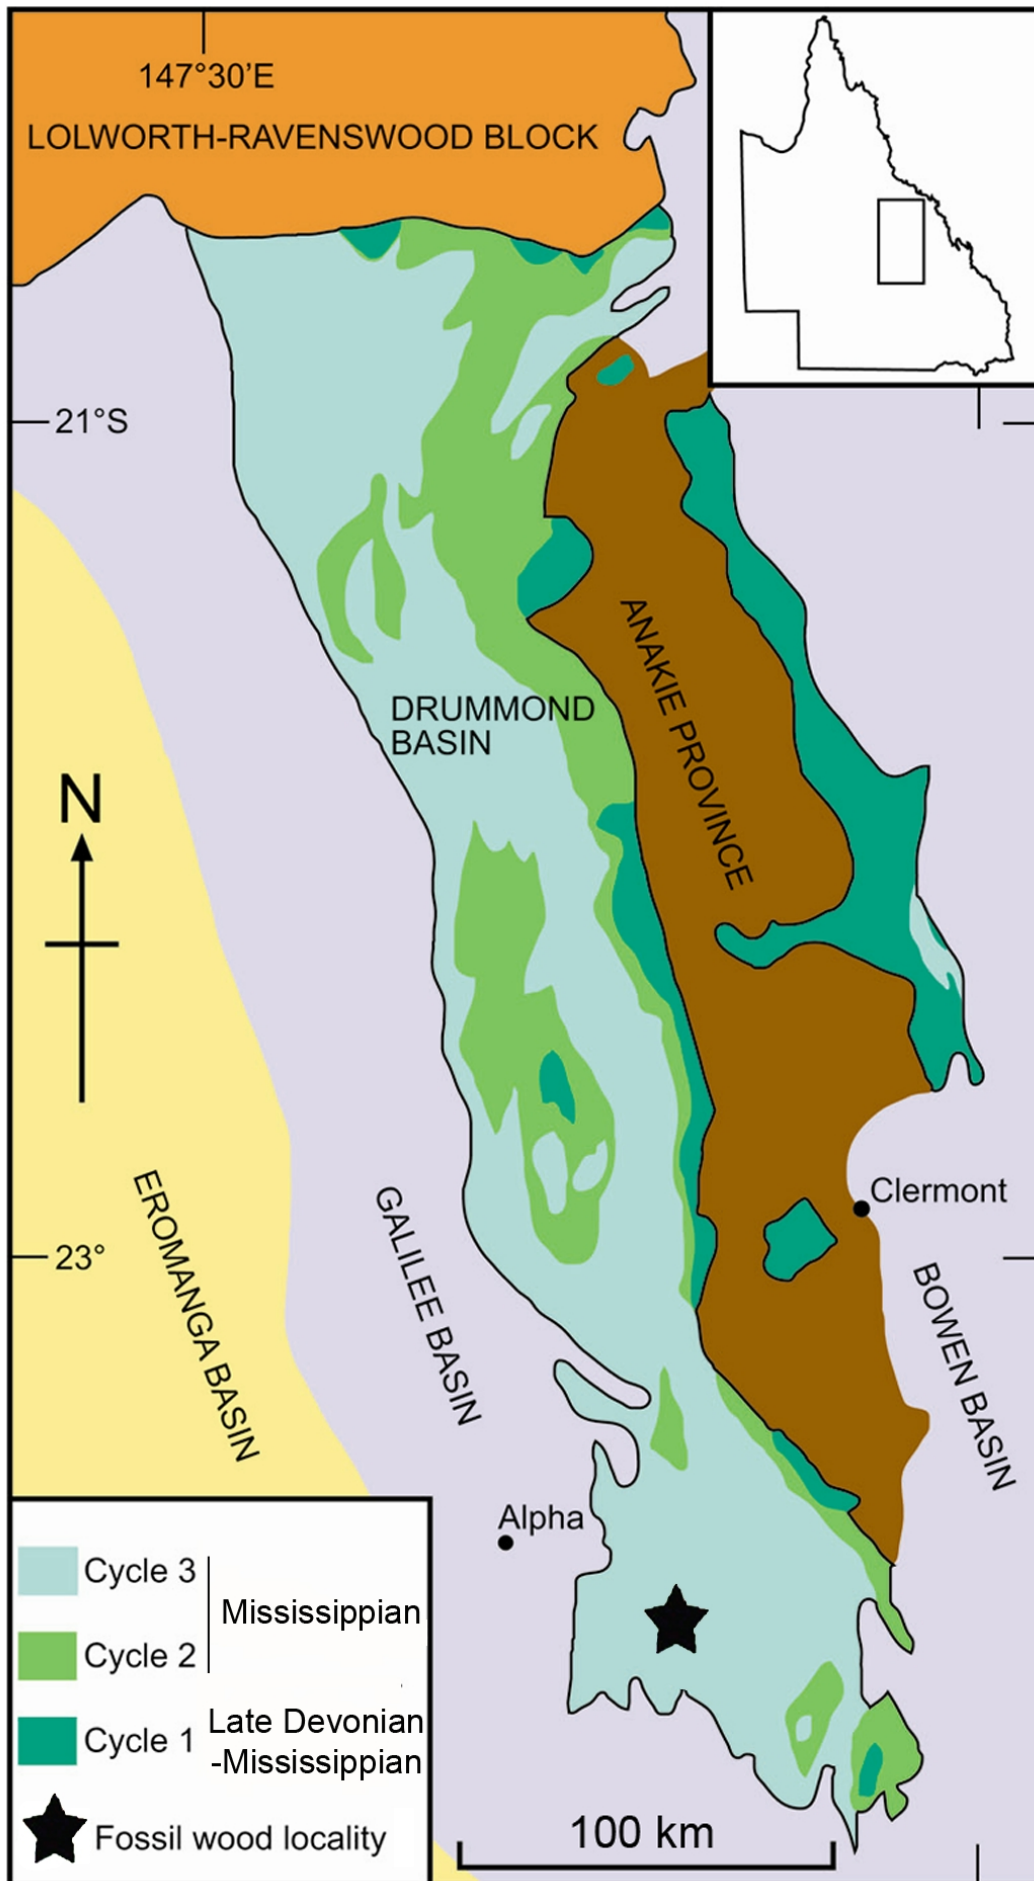 147°30’E
LOLWORTH-RAVENSWOOD BLOCK
21°S
ANAKIE PROVINCE
DRUMMOND
BASIN
N
Clermont
EROMANGA BASIN
GALILEE BASIN
23°
BOWEN BASIN
Alpha
Cycle 3
Mississippian
Cycle 2
Cycle 1
Late Devonian
-Mississippian
Fossil wood locality
100 km